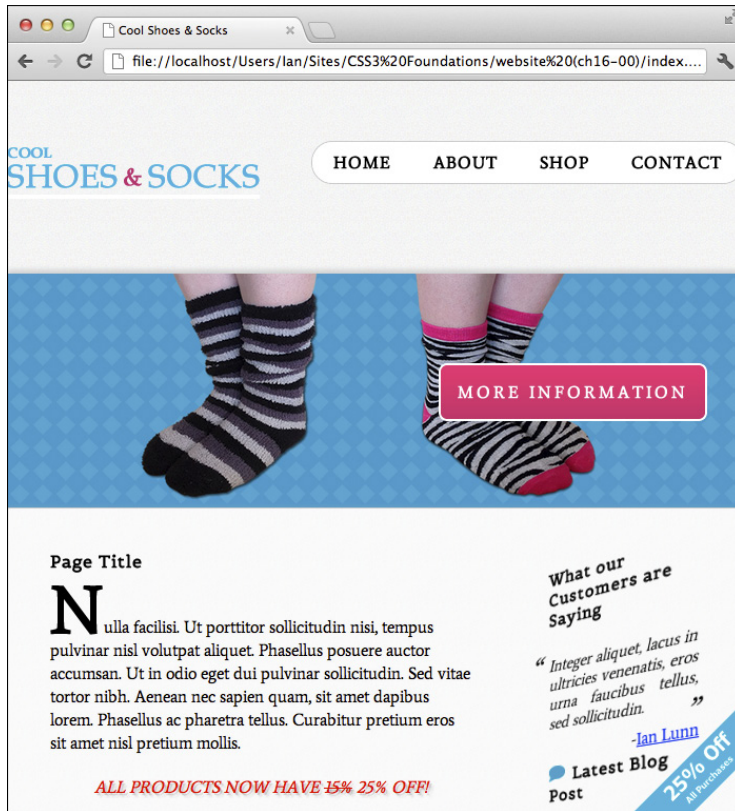 Cool Shoes & Socks
file://localhost/Users/Ian/Sites/CSS3%20Foundations/website%20(ch16-00)/index....
COOL
SHOES & SOCKS
HOME ABOUT SHOP CONTACT
MORE INFORMATION
Page Title
Nulla facilisi. Ut porttitor sollicitudin nisi, tempus
pulvinar nisl volutpat aliquet. Phasellus posuere auctor
accumsan. Ut in odio eget dui pulvinar sollicitudin. Sed vitae
tortor nibh. Aenean nec sapien quam, sit amet dapibus
lorem. Phasellus ac pharetra tellus. Curabitur pretium eros
sit amet nisl pretium mollis.
ALL PRODUCTS NOW HAVE 15% 25% OFF!
What our
Customers are
Saying
“ Integer aliquet, lacus in
ultricies venenatis, eros
urna faucibus tellus,
sed sollicitudin. ”
-Ian Lunn
Latest Blog
Post
25% Off
All Purchases